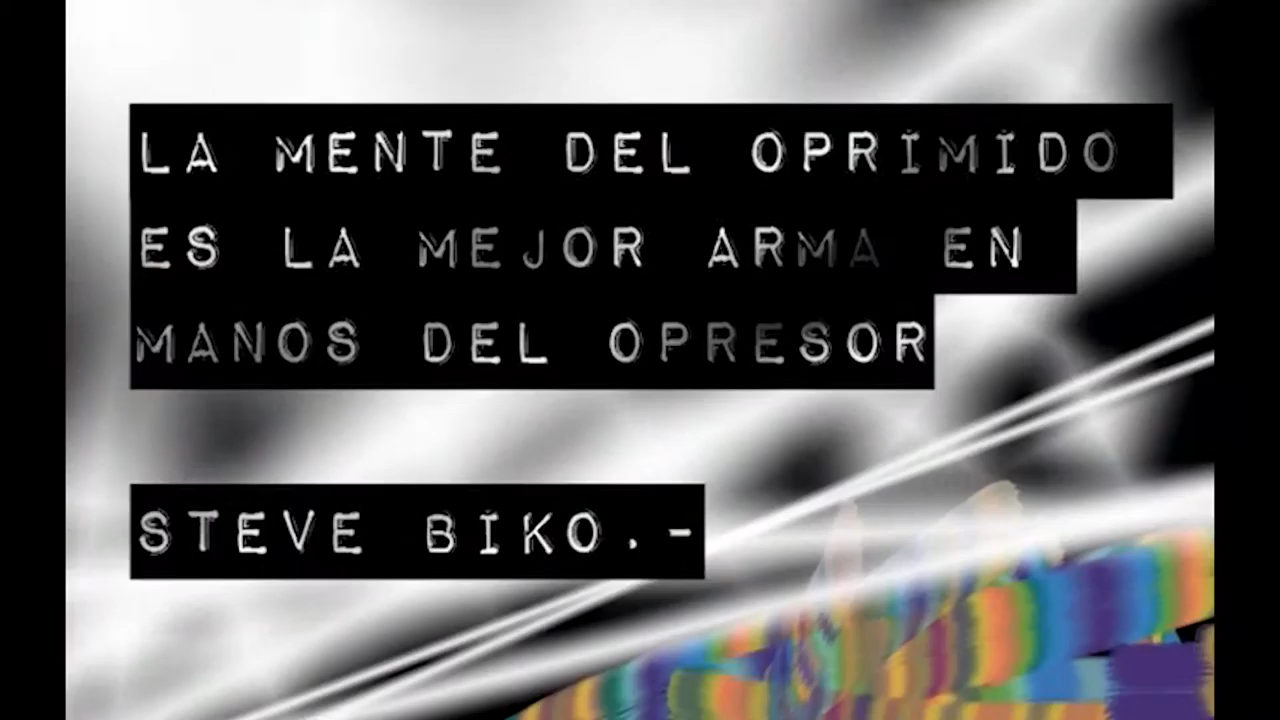 LA MENTE DEL OPRIMIDO
ES LA MEJOR ARMA EN
MANOS DEL OPRESOR
STEVE BIKO.-